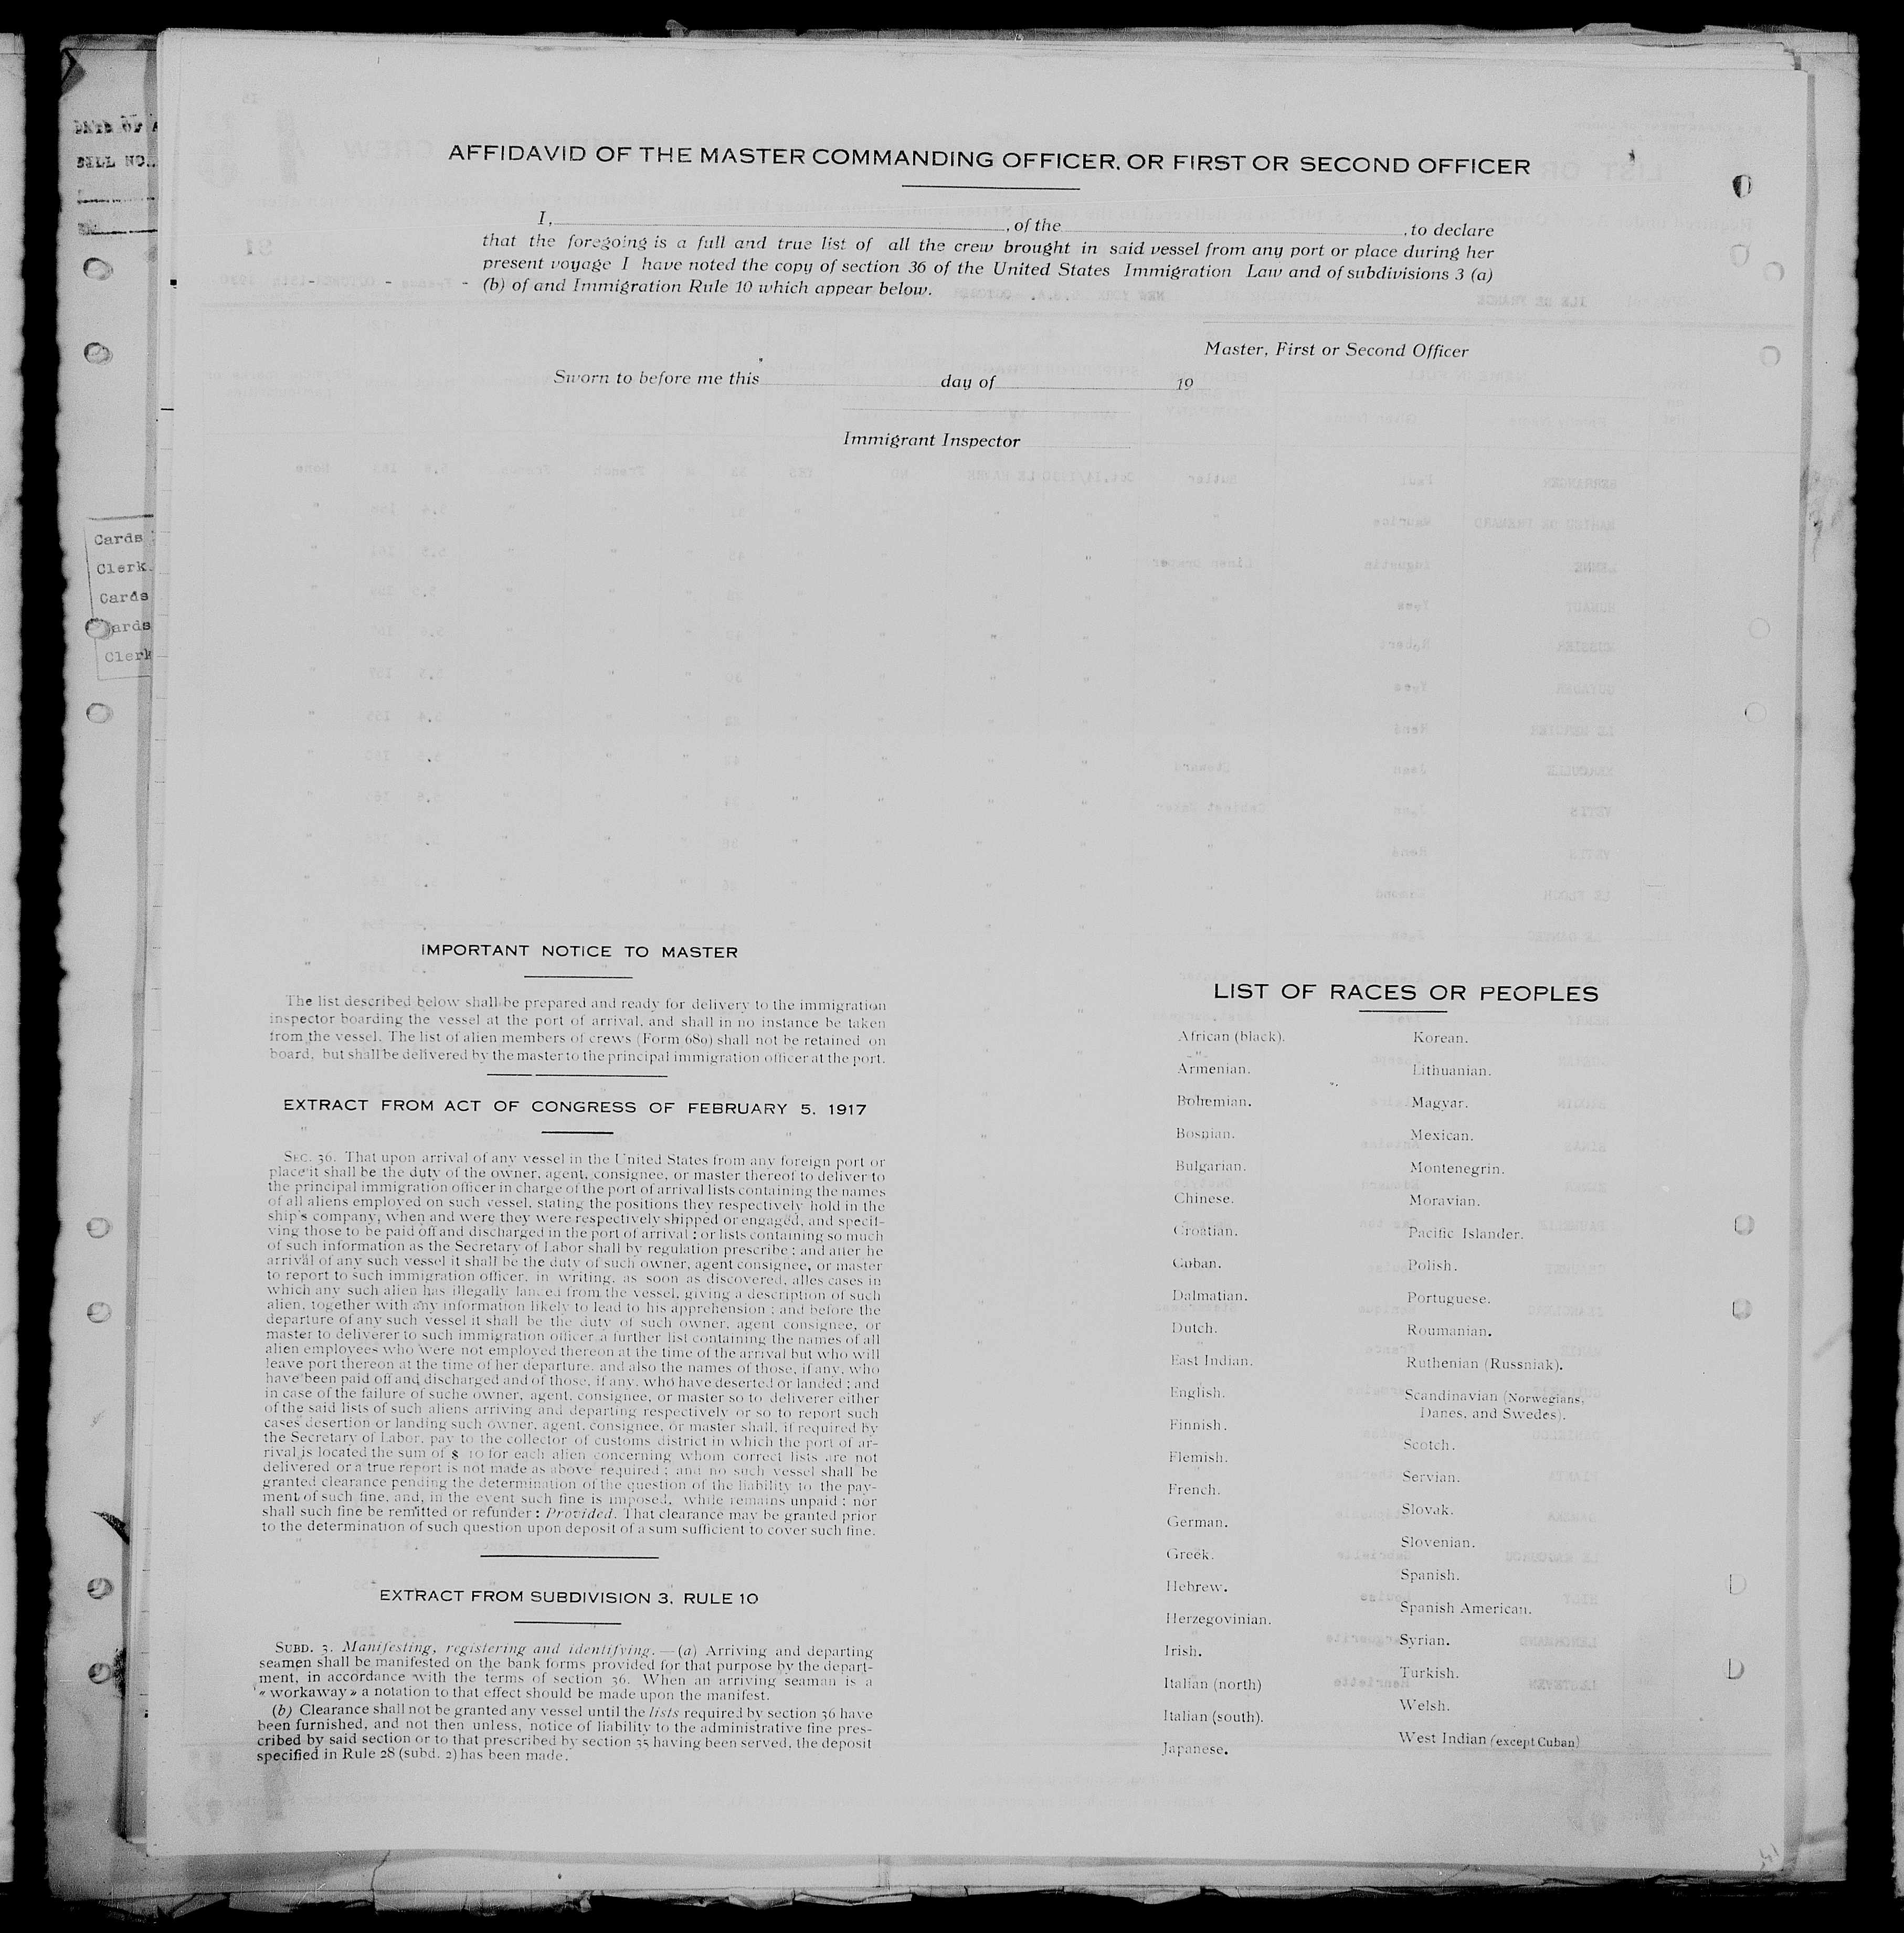 AFFIDAVID OF THE MASTER COMMANDING OFFICER, OR FIRST OR SECOND OFFICER
I, , of the , to declare
that the foregoing is a full and true list of all the crew brought in said vessel from any port or place during her
present voyage I have noted the copy of section 36 of the United States Immigration Law and of subdivisions 3 (a)
(b) of and Immigration Rule 10 which appear below.
Master, First or Second Officer
Sworn to before me this day of 19
Immigrant Inspector
BILL NO.
Cards
Clerk
Cards
Cards
Clerk
IMPORTANT NOTICE TO MASTER
The list described below shall be prepared and ready for delivery to the immigration
inspector boarding the vessel at the port of arrival, and shall in no instance be taken
from the vessel. The list of alien members of crews (Form 689) shall not be retained on
board, but shall be delivered by the master to the principal immigration officer at the port.
EXTRACT FROM ACT OF CONGRESS OF FEBRUARY 5, 1917
SEC. 36. That upon arrival of any vessel in the United States from any foreign port or
place it shall be the duty of the owner, agent, consignee, or master thereof to deliver to
the principal immigration officer in charge of the port of arrival lists containing the names
of all aliens employed on such vessel, stating the positions they respectively hold in the
ship's company, when and were they were respectively shipped or engaged, and specif-
ying those to be paid off and discharged in the port of arrival ; or lists containing so much
of such information as the Secretary of Labor shall by regulation prescribe ; and after he
arrival of any such vessel it shall be the duty of such owner, agent consignee, or master
to report to such immigration officer, in writing, as soon as discovered, alles cases in
which any such alien has illegally landed from the vessel, giving a description of such
alien, together with any information likely to lead to his apprehension ; and before the
departure of any such vessel it shall be the duty of such owner, agent consignee, or
master to deliverer to such immigration officer a further list containing the names of all
alien employees who were not employed thereon at the time of the arrival but who will
leave port thereon at the time of her departure, and also the names of those, if any, who
have been paid off and discharged and of those, if any, who have deserted or landed ; and
in case of the failure of suche owner, agent, consignee, or master so to deliverer either
of the said lists of such aliens arriving and departing respectively or so to report such
cases desertion or landing such owner, agent, consignee, or master shall, if required by
the Secretary of Labor, pay to the collector of customs district in which the port of ar-
rival is located the sum of $ 10 for each alien concerning whom correct lists are not
delivered or a true report is not made as above required ; and no such vessel shall be
granted clearance pending the determination of the question of the liability to the pay-
ment of such fine, and, in the event such fine is imposed, while remains unpaid ; nor
shall such fine be remitted or refunder : Provided. That clearance may be granted prior
to the determination of such question upon deposit of a sum sufficient to cover such fine.
EXTRACT FROM SUBDIVISION 3, RULE 10
SUBD. 3. Manifesting, registering and identifying. — (a) Arriving and departing
seamen shall be manifested on the bank forms provided for that purpose by the depart-
ment, in accordance with the terms of section 36. When an arriving seaman is a
« workaway » a notation to that effect should be made upon the manifest.
(b) Clearance shall not be granted any vessel until the lists required by section 36 have
been furnished, and not then unless, notice of liability to the administrative fine pres-
cribed by said section or to that prescribed by section 35 having been served, the deposit
specified in Rule 28 (subd. 2) has been made.
LIST OF RACES OR PEOPLES
African (black).
Armenian.
Bohemian.
Bosnian.
Bulgarian.
Chinese.
Croatian.
Cuban.
Dalmatian.
Dutch.
East Indian.
English.
Finnish.
Flemish.
French.
German.
Greek.
Hebrew.
Herzegovinian.
Irish.
Italian (north)
Italian (south).
Japanese.
Korean.
Lithuanian.
Magyar.
Mexican.
Montenegrin.
Moravian.
Pacific Islander.
Polish.
Portuguese.
Roumanian.
Ruthenian (Russniak).
Scandinavian (Norwegians,
Danes, and Swedes).
Scotch.
Servian.
Slovak.
Slovenian.
Spanish.
Spanish American.
Syrian.
Turkish.
Welsh.
West Indian (except Cuban)